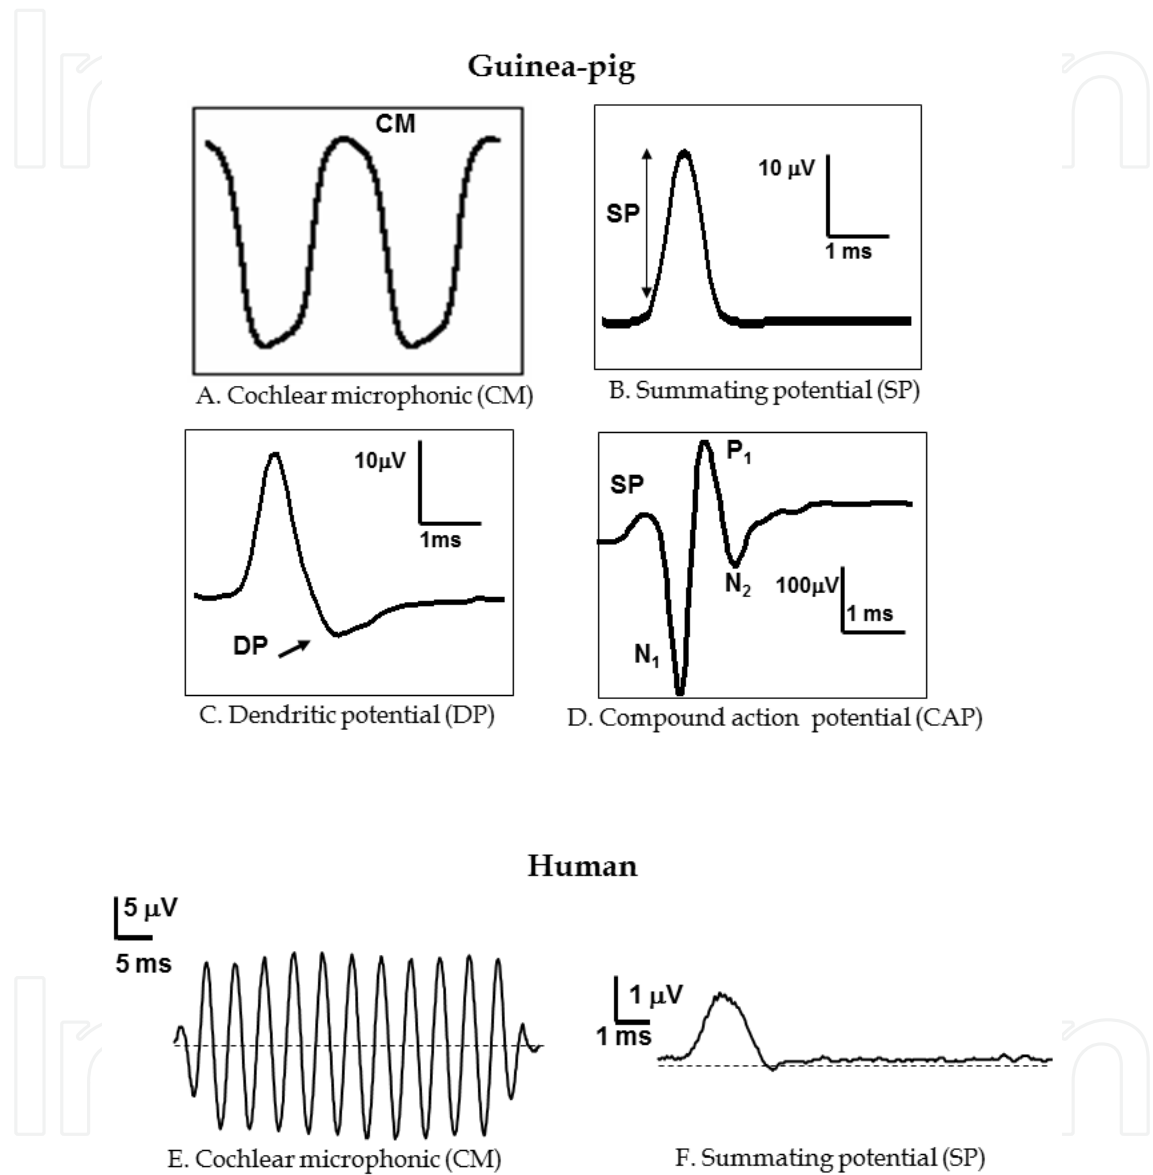 Guinea-pig
CM
A. Cochlear microphonic (CM)
SP
10 μV
1 ms
B. Summating potential (SP)
10μV
1ms
DP
C. Dendritic potential (DP)
SP
P1
N1
N2
100μV
1 ms
D. Compound action potential (CAP)
Human
5 μV
5 ms
E. Cochlear microphonic (CM)
1 μV
1 ms
F. Summating potential (SP)